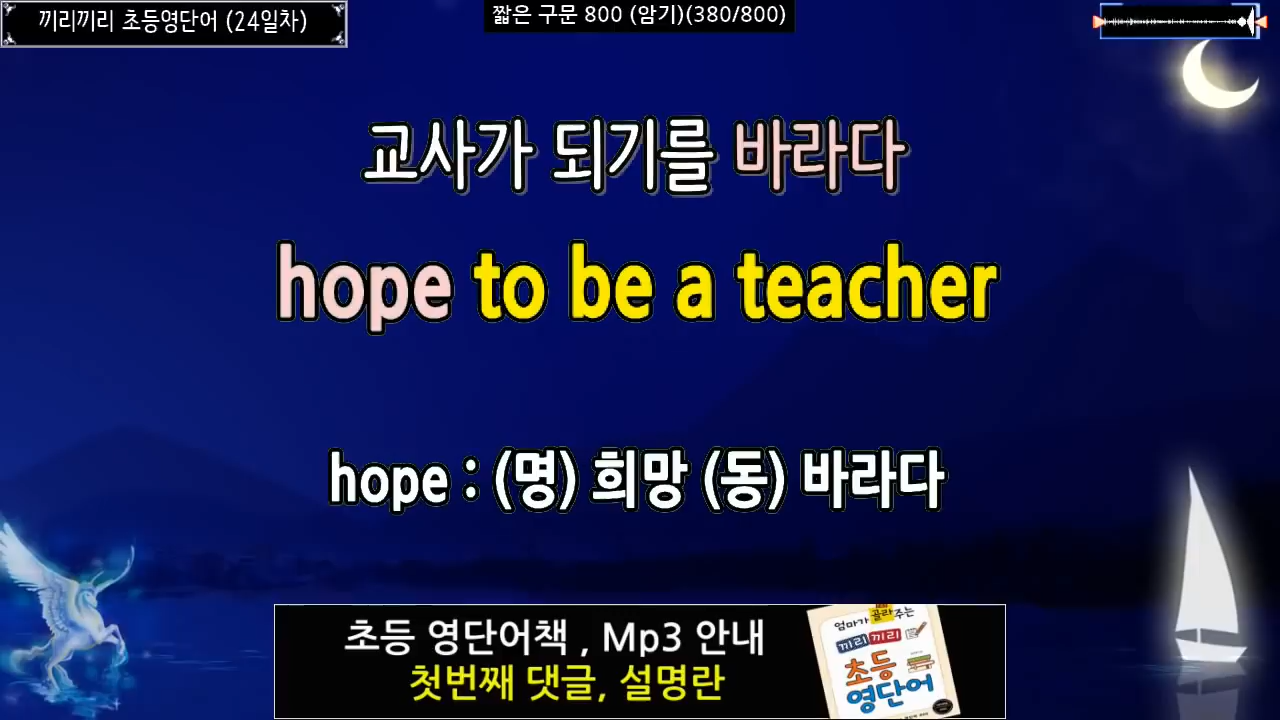 끼리끼리 초등영단어 (24일차)
짧은 구문 800 (암기)(380/800)
교사가 되기를 바라다
hope to be a teacher
hope : (명) 희망 (동) 바라다
초등 영단어책 , Mp3 안내
첫번째 댓글, 설명란
엄마가 골라주는
끼리끼리
초등
영단어